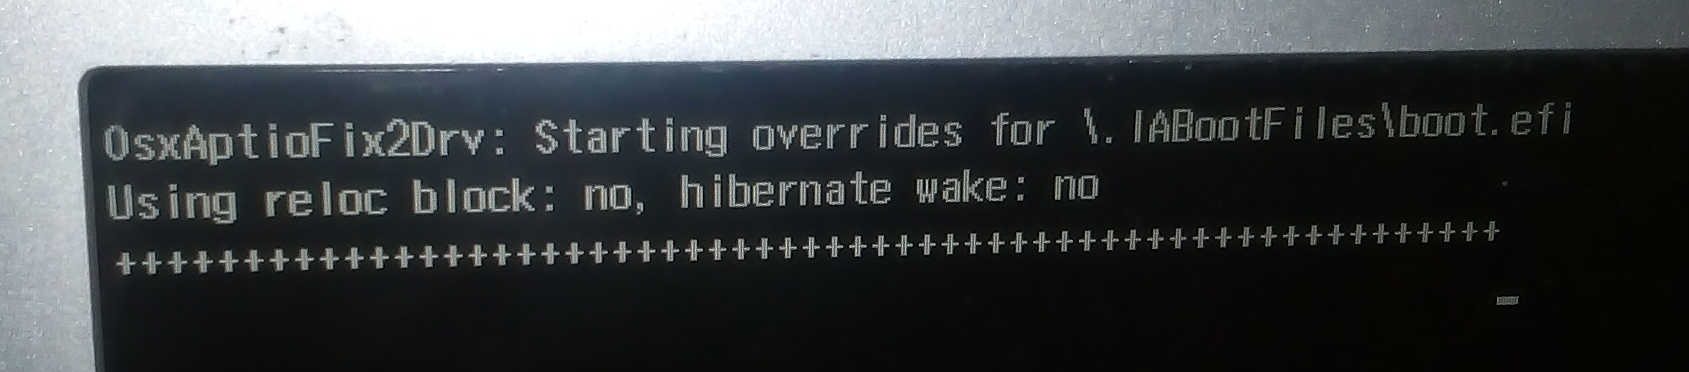 OsxAptioFix2Drv: Starting overrides for \.IABootFiles\boot.efi
Using reloc block: no, hibernate wake: no
+++++++++++++++++++++++++++++++++++++++++++++++++++++++++